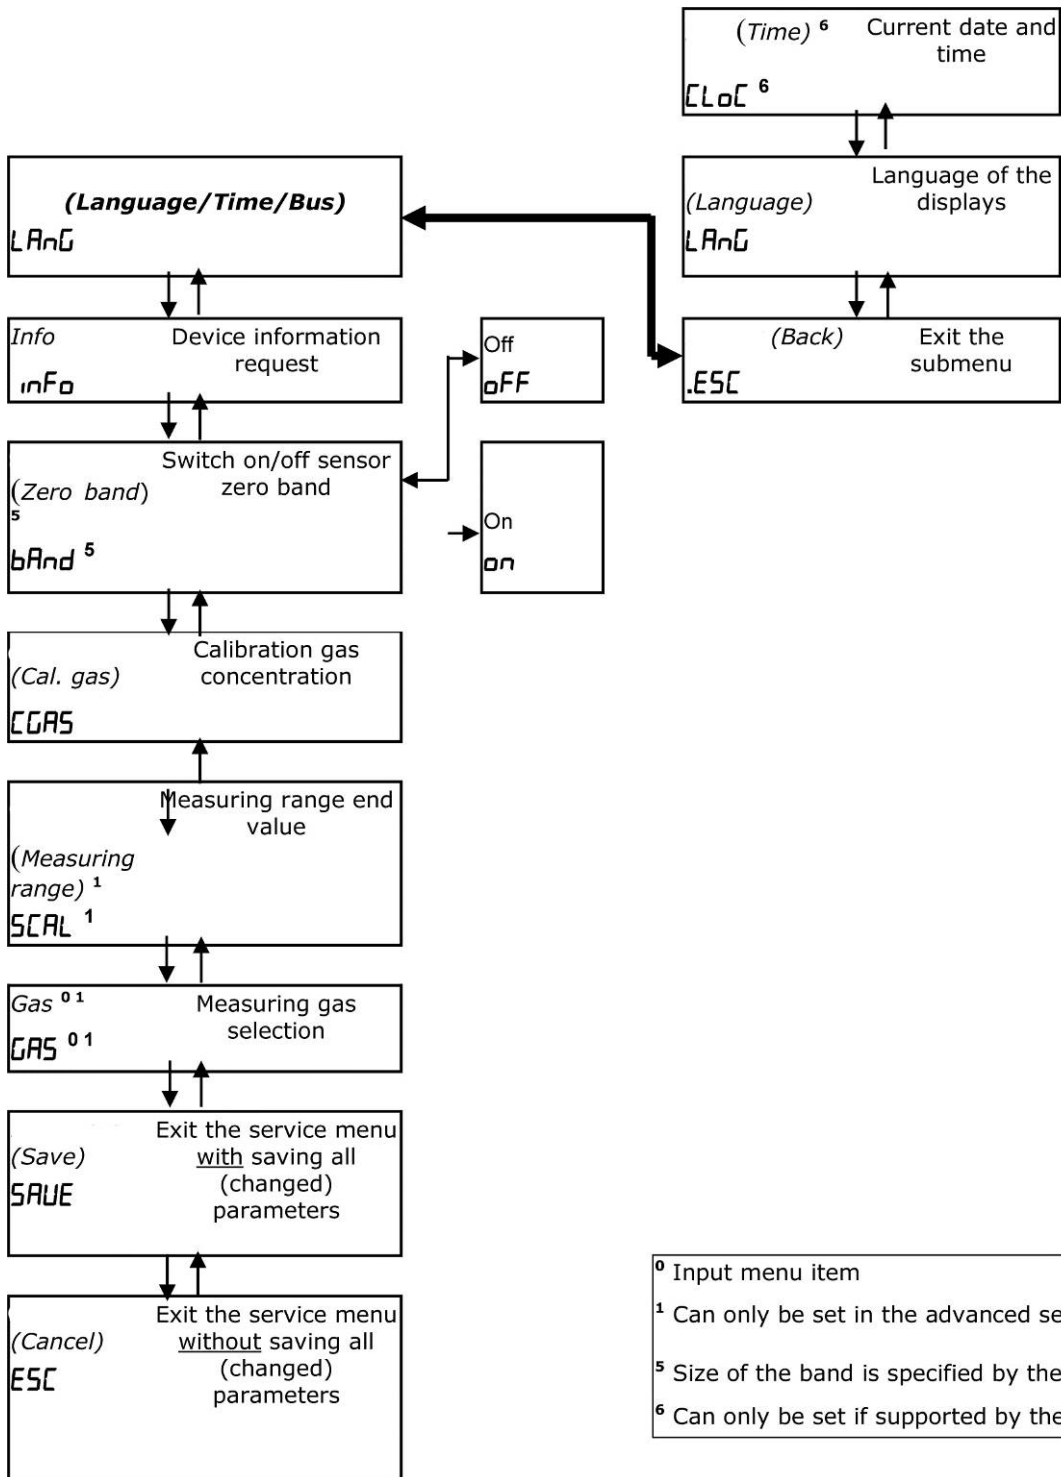 (Time) 6 Current date and
time
CLoC 6
(Language/Time/Bus)
LAnG
Language of the
displays
(Language)
LAnG
(Back) Exit the
submenu
.ESC
Info Device information
request
inFo
Off
oFF
Switch on/off sensor
zero band
(Zero band)
5
bAnd 5
On
on
Calibration gas
concentration
(Cal. gas)
CGAS
Measuring range end
value
(Measuring
range) 1
SCAL 1
Gas 0 1 Measuring gas
selection
GAS 0 1
Exit the service menu
with saving all
(changed)
parameters
(Save)
SAVE
Exit the service menu
without saving all
(changed)
parameters
(Cancel)
ESC
0 Input menu item
1 Can only be set in the advanced se
5 Size of the band is specified by the
6 Can only be set if supported by the